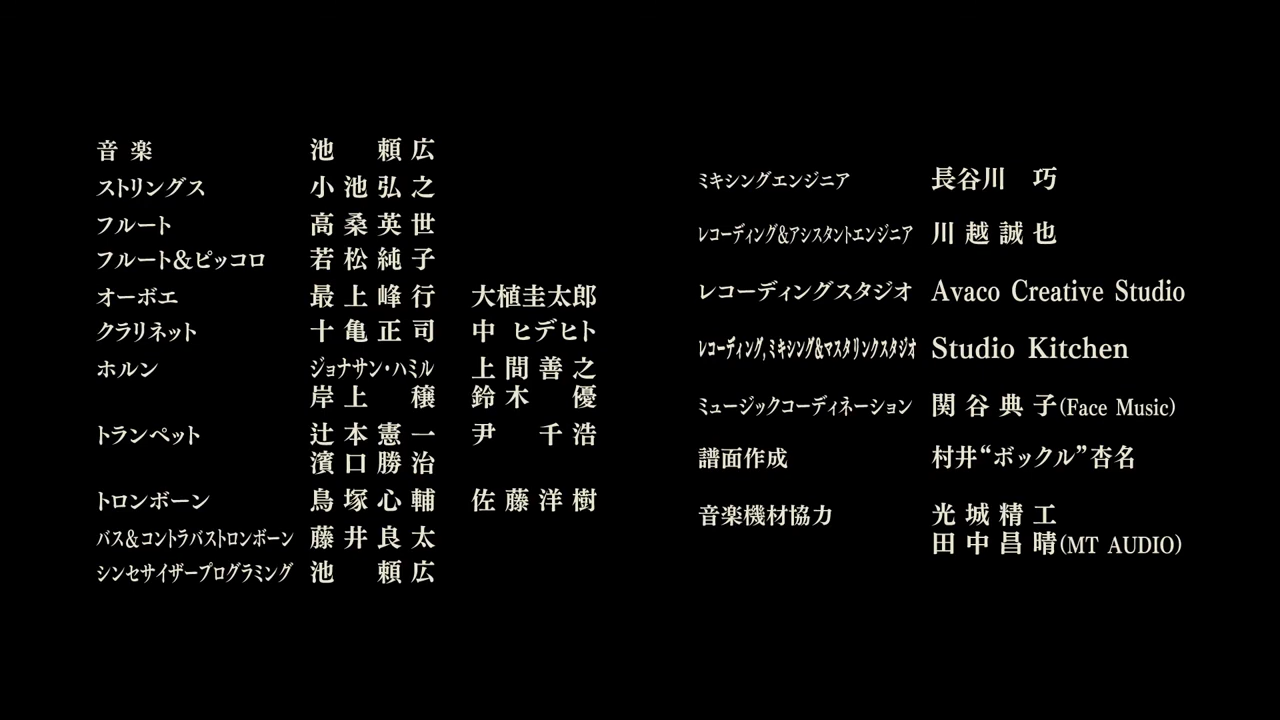 音楽 池 頼広
ストリングス 小池弘之
フルート 高桑英世
フルート&ピッコロ 若松純子
オーボエ 最上峰行 大植圭太郎
クラリネット 十亀正司 中 ヒデヒト
ホルン ジョナサン・ハミル 上間善之
岸上 穣 鈴木 優
トランペット 辻本憲一 尹 千浩
濱口勝治
トロンボーン 鳥塚心輔 佐藤洋樹
バス&コントラバストロンボーン 藤井良太
シンセサイザープログラミング 池 頼広
ミキシングエンジニア 長谷川 巧
レコーディング&アシスタントエンジニア 川越誠也
レコーディングスタジオ Avaco Creative Studio
レコーディング,ミキシング&マスタリンクスタジオ Studio Kitchen
ミュージックコーディネーション 関谷典子(Face Music)
譜面作成 村井“ボックル”杏名
音楽機材協力 光城精工
田中昌晴(MT AUDIO)